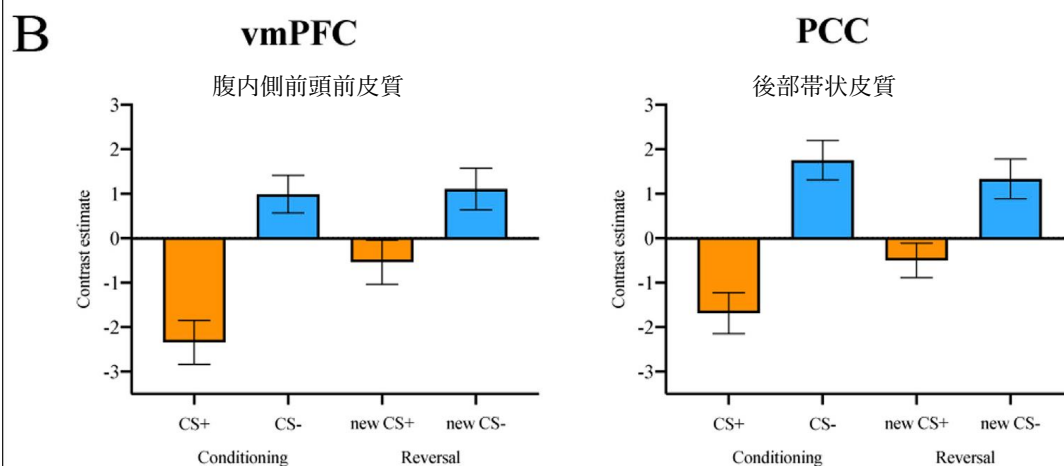 B
vmPFC
腹内側前頭前皮質
Contrast estimate
3
2
1
0
-1
-2
-3
CS+
CS-
new CS+
new CS-
Conditioning
Reversal
PCC
後部帯状皮質
Contrast estimate
3
2
1
0
-1
-2
-3
CS+
CS-
new CS+
new CS-
Conditioning
Reversal